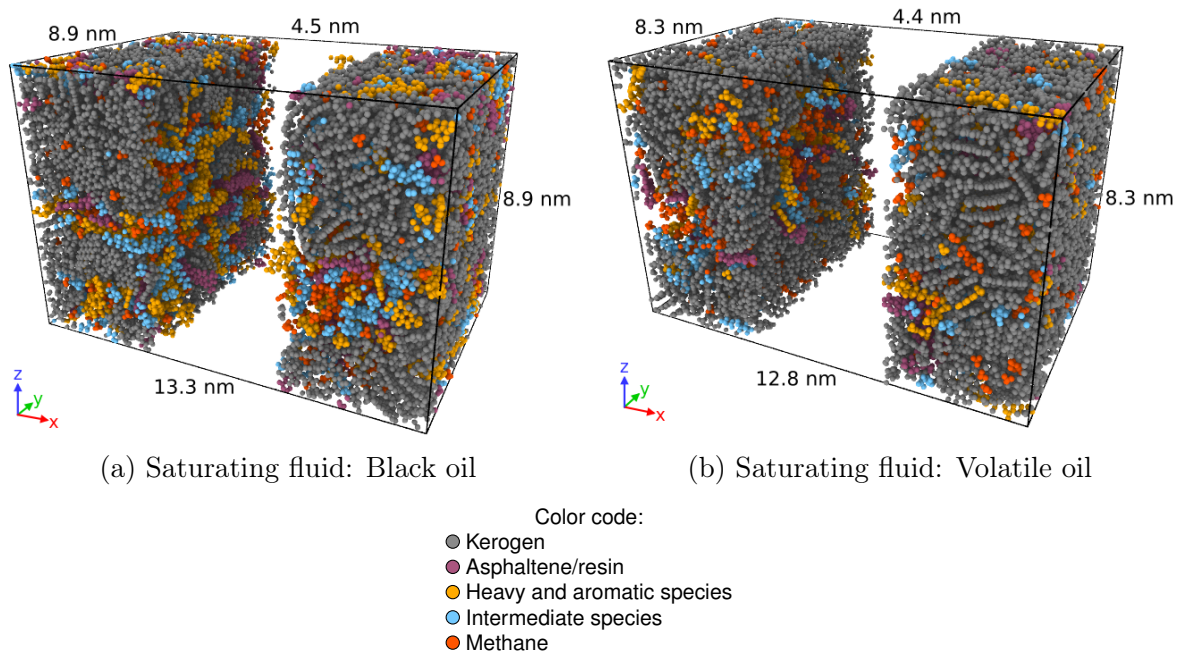 8.9 nm
4.5 nm
8.9 nm
13.3 nm
z
y
x
(a) Saturating fluid: Black oil
8.3 nm
4.4 nm
8.3 nm
12.8 nm
z
y
x
(b) Saturating fluid: Volatile oil
Color code:
Kerogen
Asphaltene/resin
Heavy and aromatic species
Intermediate species
Methane